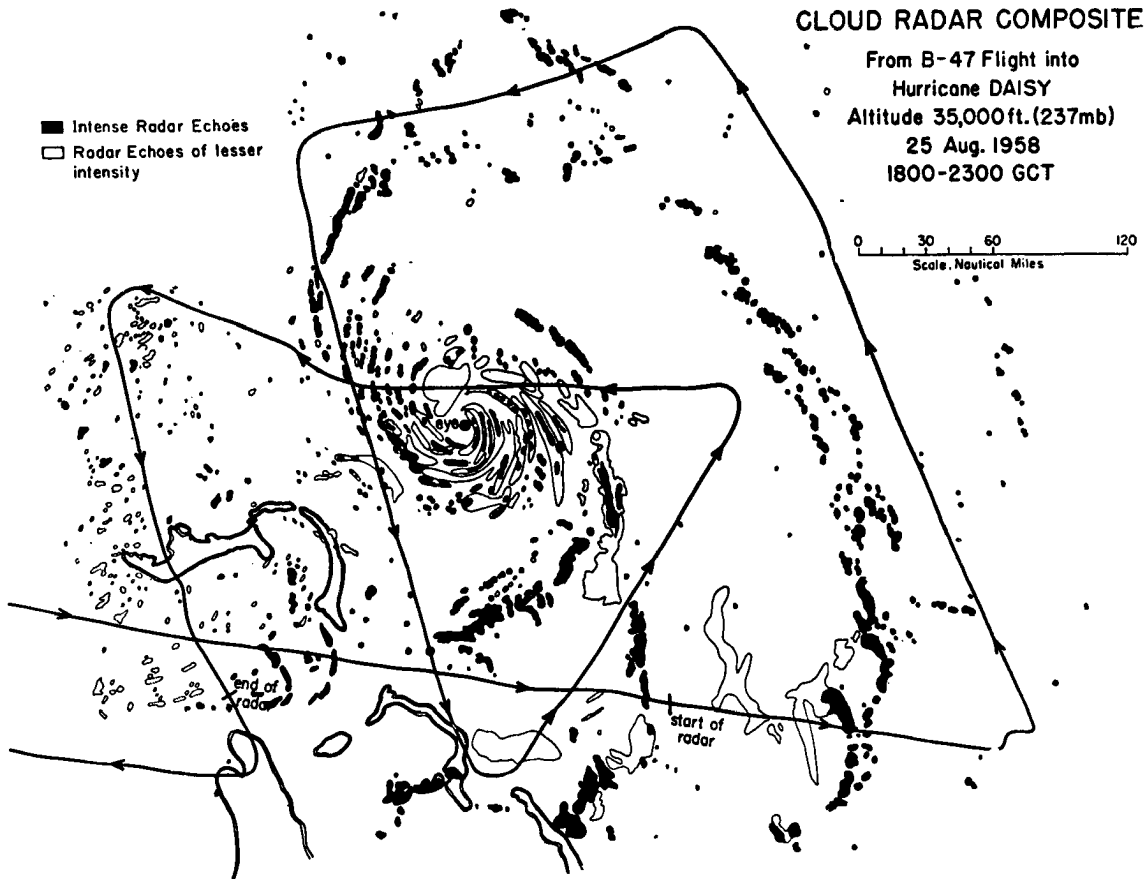 CLOUD RADAR COMPOSITE
From B-47 Flight into
Hurricane DAISY
Altitude 35,000ft. (237mb)
25 Aug. 1958
1800-2300 GCT
Intense Radar Echoes
Radar Echoes of lesser
intensity
0 30 60 120
Scale, Nautical Miles
eye
end of
radar
start of
radar